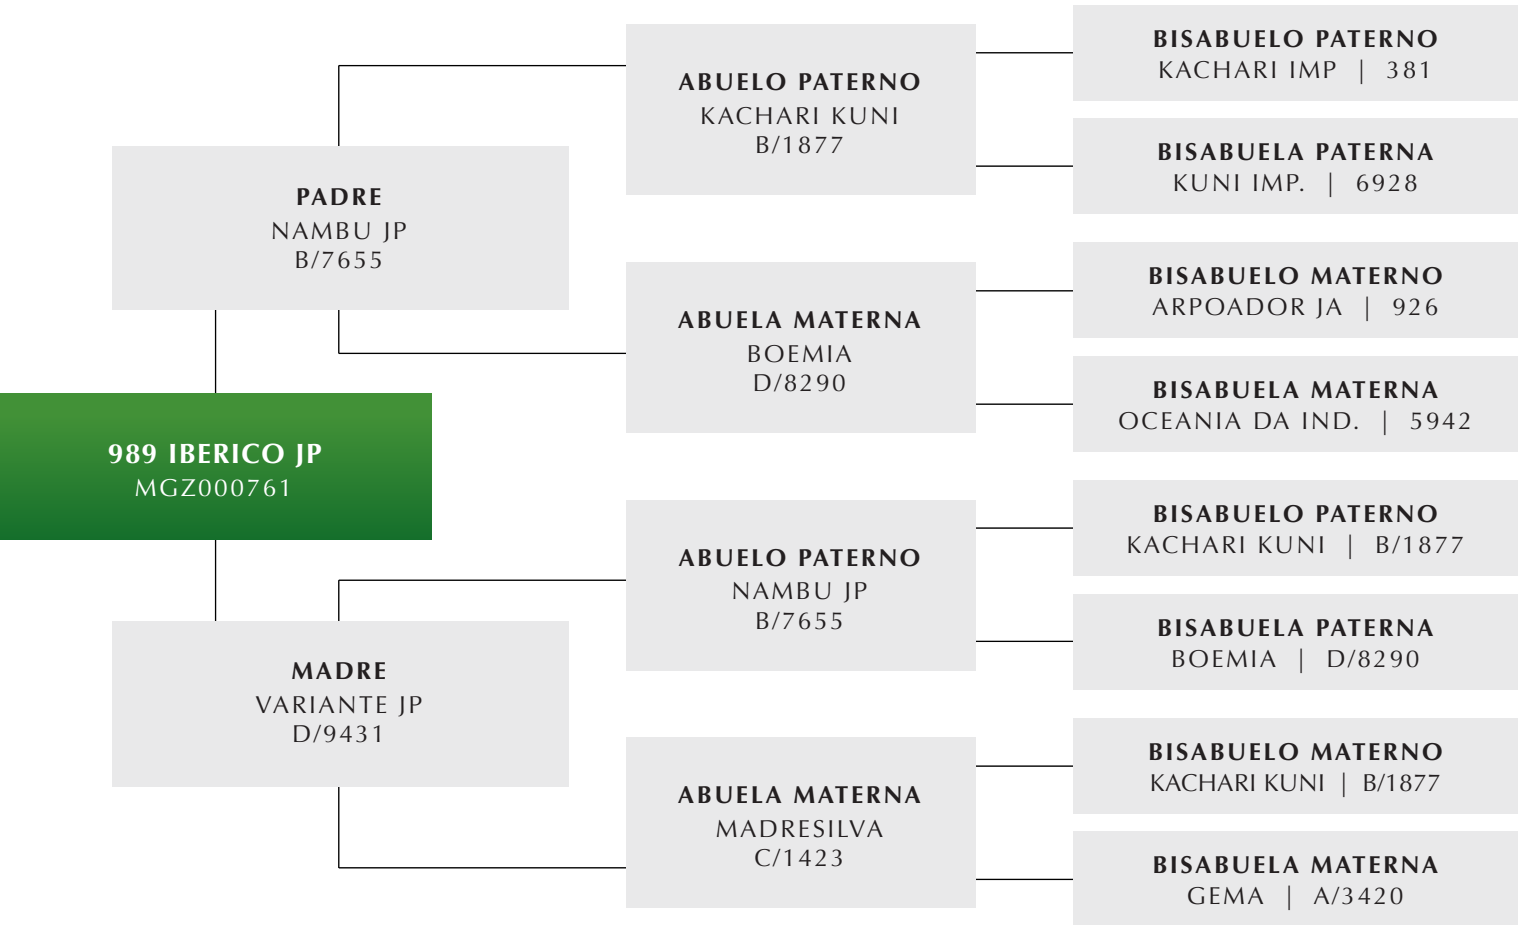 989 IBERICO JP
MGZ000761
PADRE
NAMBU JP
B/7655
MADRE
VARIANTE JP
D/9431
ABUELO PATERNO
KACHARI KUNI
B/1877
ABUELA MATERNA
BOEMIA
D/8290
ABUELO PATERNO
NAMBU JP
B/7655
ABUELA MATERNA
MADRESILVA
C/1423
BISABUELO PATERNO
KACHARI IMP | 381
BISABUELA PATERNA
KUNI IMP. | 6928
BISABUELO MATERNO
ARPOADOR JA | 926
BISABUELA MATERNA
OCEANIA DA IND. | 5942
BISABUELO PATERNO
KACHARI KUNI | B/1877
BISABUELA PATERNA
BOEMIA | D/8290
BISABUELO MATERNO
KACHARI KUNI | B/1877
BISABUELA MATERNA
GEMA | A/3420